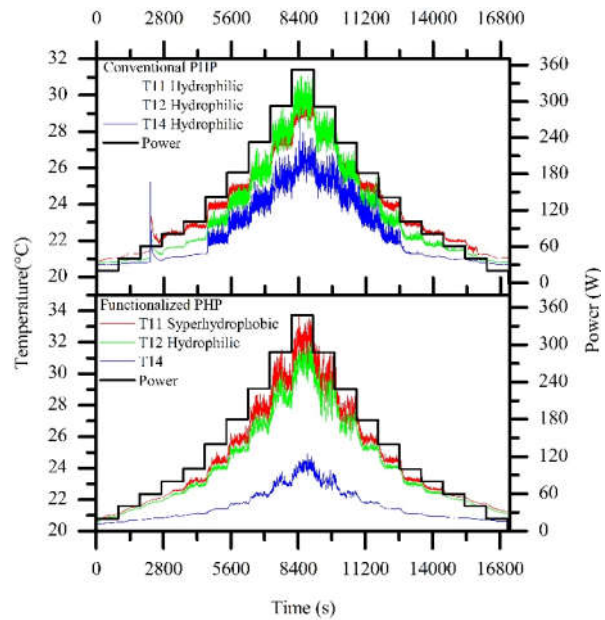 0 2800 5600 8400 11200 14000 16800
32
30
28
26
24
22
20
Conventional PHP
T11 Hydrophilic
T12 Hydrophilic
T14 Hydrophilic
Power
360
300
240
180
120
60
0
Temperature(°C)
Power (W)
34
32
30
28
26
24
22
20
Functionalized PHP
T11 Syperhydrophobic
T12 Hydrophilic
T14
Power
360
300
240
180
120
60
0
0 2800 5600 8400 11200 14000 16800
Time (s)